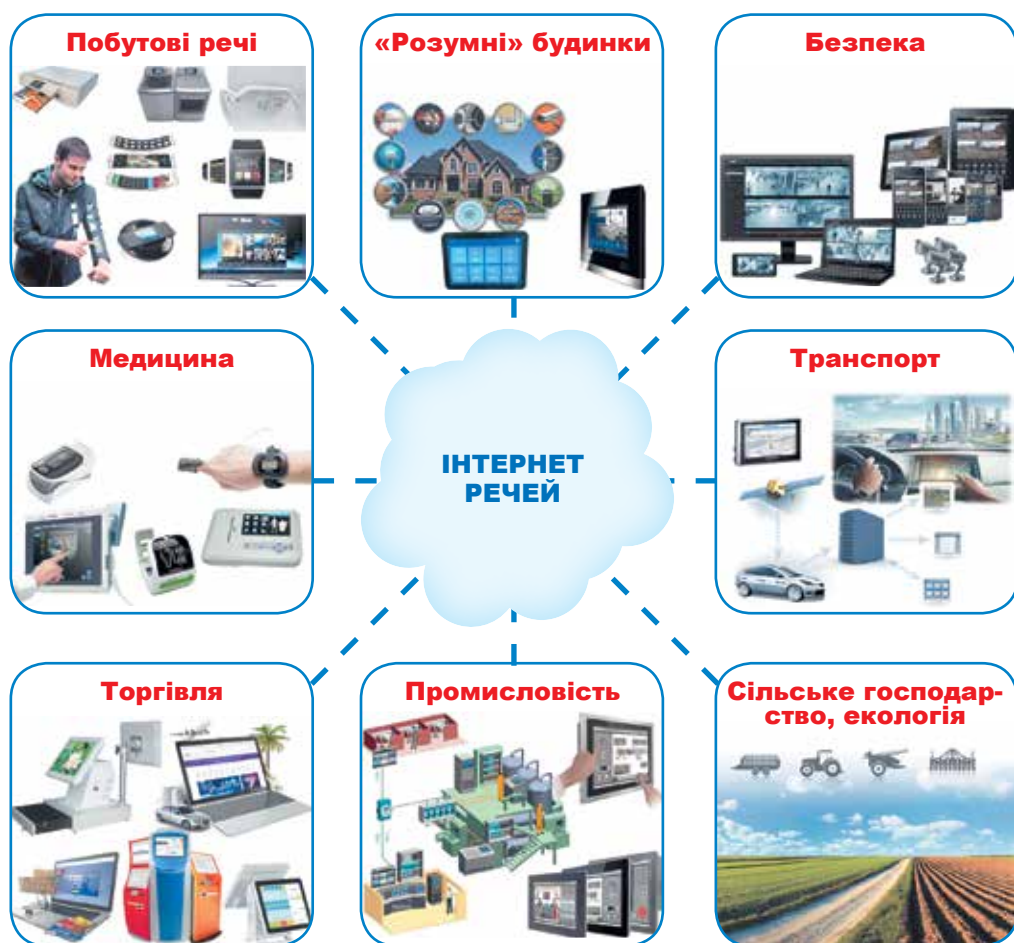 Побутові речі
«Розумні» будинки
Безпека
Медицина
ІНТЕРНЕТ
РЕЧЕЙ
Транспорт
Торгівля
Промисловість
Сільське господар-
ство, екологія